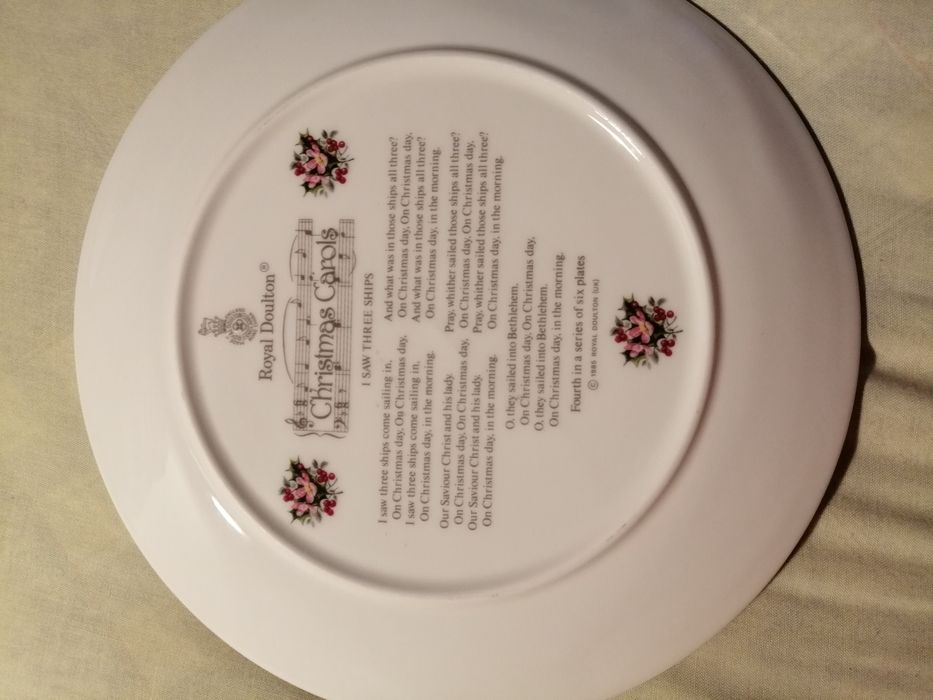 Royal Doulton®
Christmas Carols
I SAW THREE SHIPS
I saw three ships come sailing in,
On Christmas day, On Christmas day,
I saw three ships come sailing in,
On Christmas day, in the morning.
Our Saviour Christ and his lady.
On Christmas day, On Christmas day,
Our Saviour Christ and his lady.
On Christmas day, in the morning.
And what was in those ships all three?
On Christmas day, On Christmas day,
And what was in those ships all three?
On Christmas day, in the morning.
Pray, whither sailed those ships all three?
On Christmas day, On Christmas day,
Pray, whither sailed those ships all three?
On Christmas day, in the morning.
O, they sailed into Bethlehem.
On Christmas day, On Christmas day,
O, they sailed into Bethlehem.
On Christmas day, in the morning.
Fourth in a series of six plates
© 1985 ROYAL DOULTON (UK)